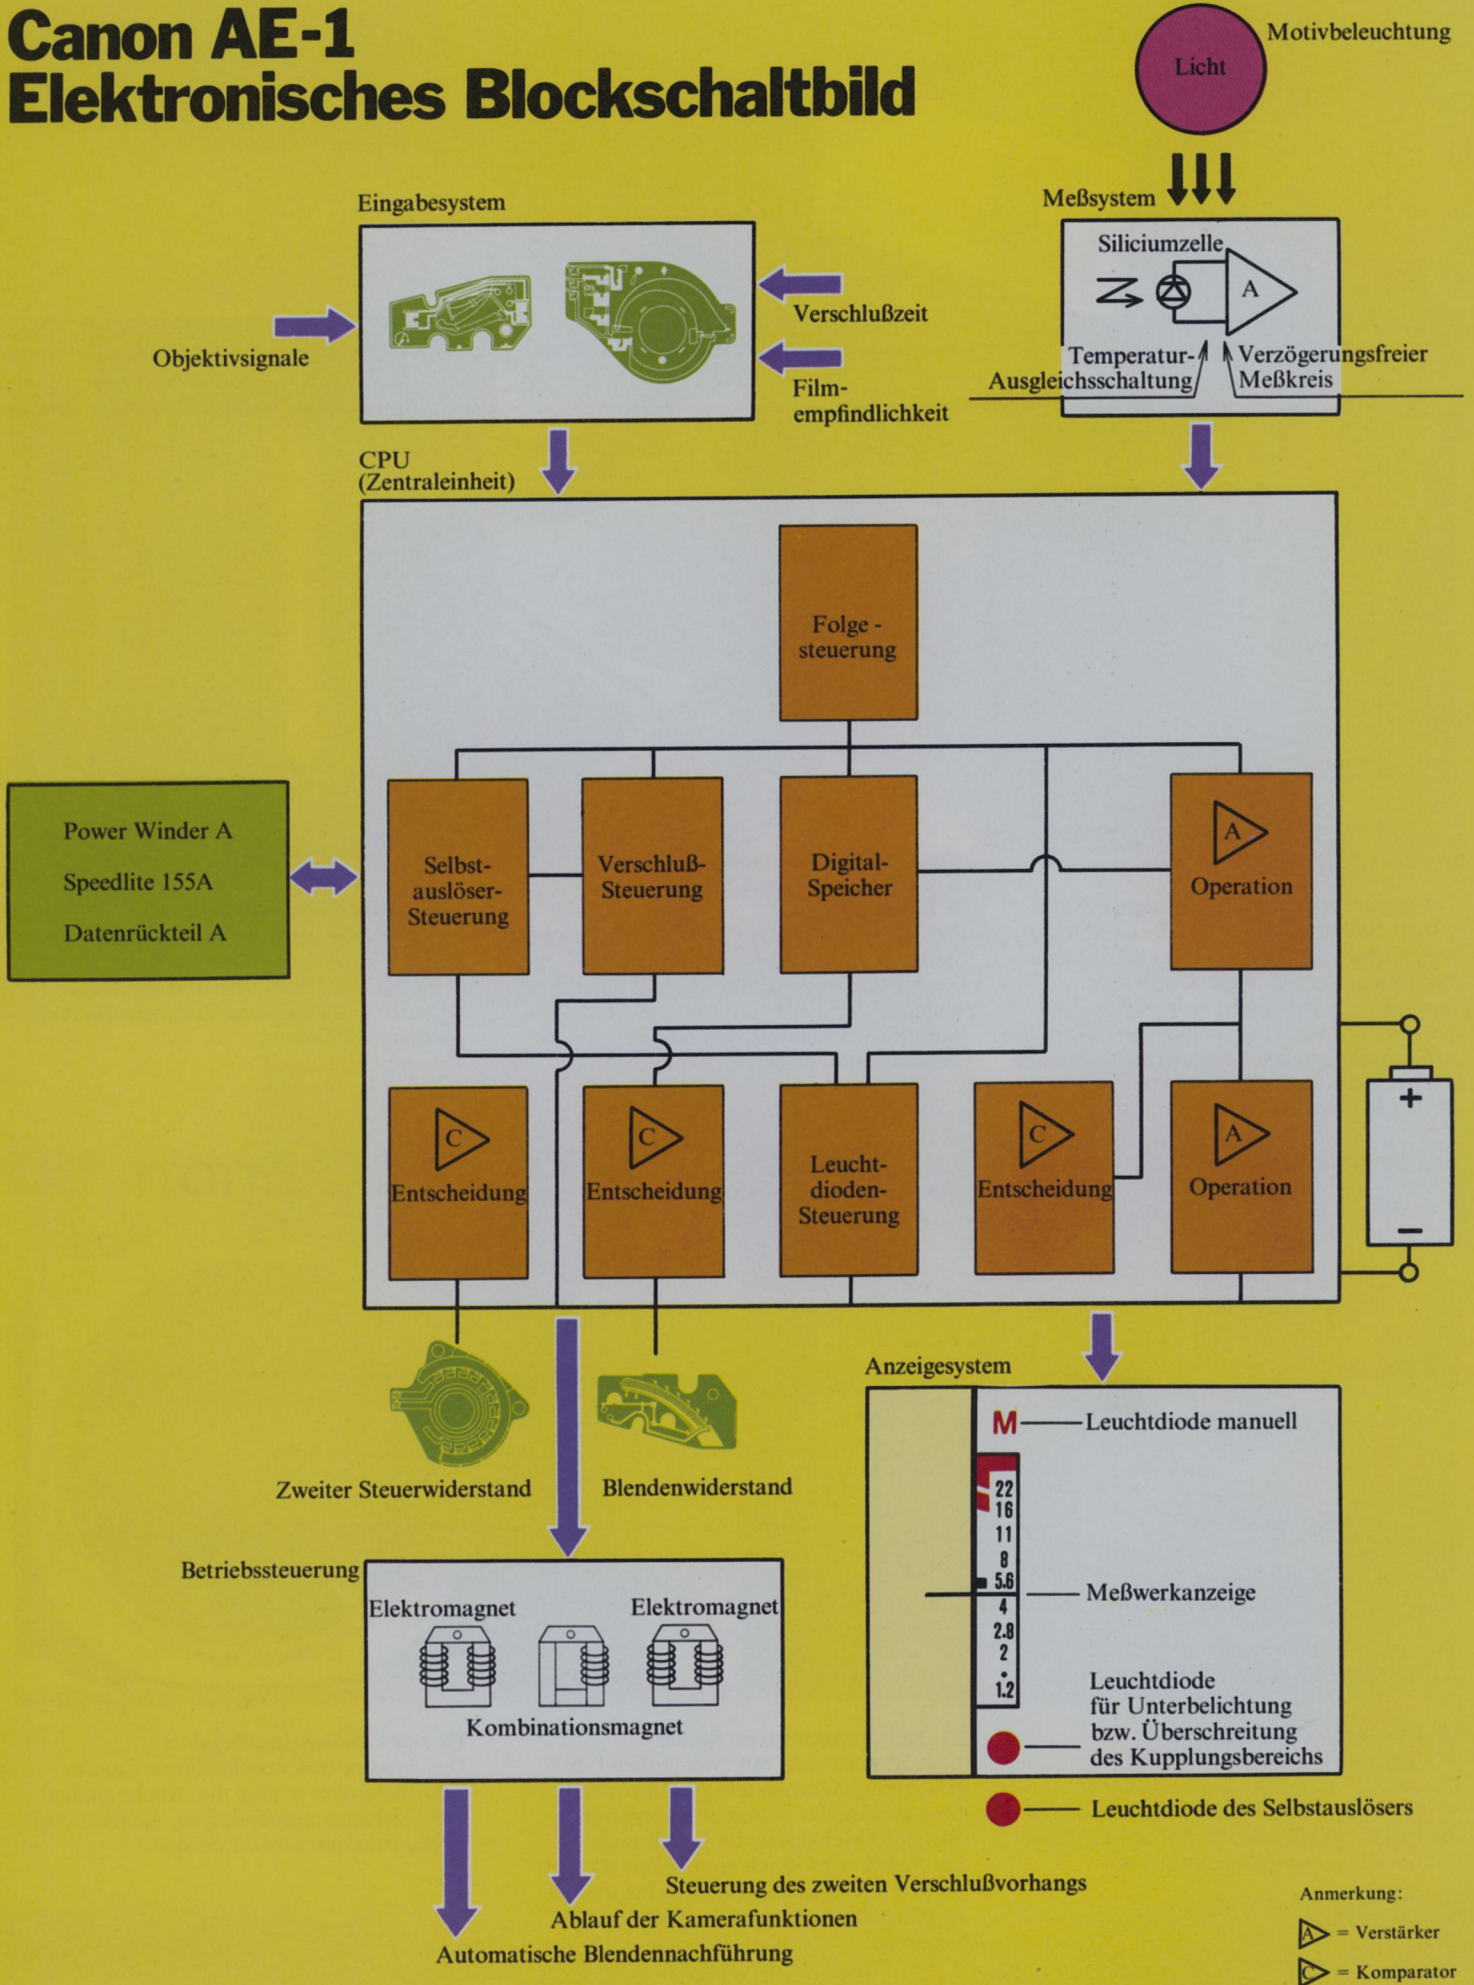 Canon AE-1
Elektronisches Blockschaltbild
Motivbeleuchtung
Licht
Eingabesystem
Meßsystem
Siliciumzelle
A
Objektivsignale
Verschlußzeit
Film-
empfindlichkeit
Temperatur-
Ausgleichsschaltung
Verzögerungsfreier
Meßkreis
CPU
(Zentraleinheit)
Folge -
steuerung
Power Winder A
Speedlite 155A
Datenrückteil A
Selbst-
auslöser-
Steuerung
Verschluß-
Steuerung
Digital-
Speicher
A
Operation
C
Entscheidung
C
Entscheidung
Leucht-
dioden-
Steuerung
C
Entscheidung
A
Operation
+
−
Zweiter Steuerwiderstand
Blendenwiderstand
Anzeigesystem
M
Leuchtdiode manuell
22
16
11
8
5.6
4
2.8
2
1.2
Meßwerkanzeige
Leuchtdiode
für Unterbelichtung
bzw. Überschreitung
des Kupplungsbereichs
Leuchtdiode des Selbstauslösers
Betriebssteuerung
Elektromagnet
Elektromagnet
Kombinationsmagnet
Steuerung des zweiten Verschlußvorhangs
Ablauf der Kamerafunktionen
Automatische Blendennachführung
Anmerkung:
A = Verstärker
C = Komparator